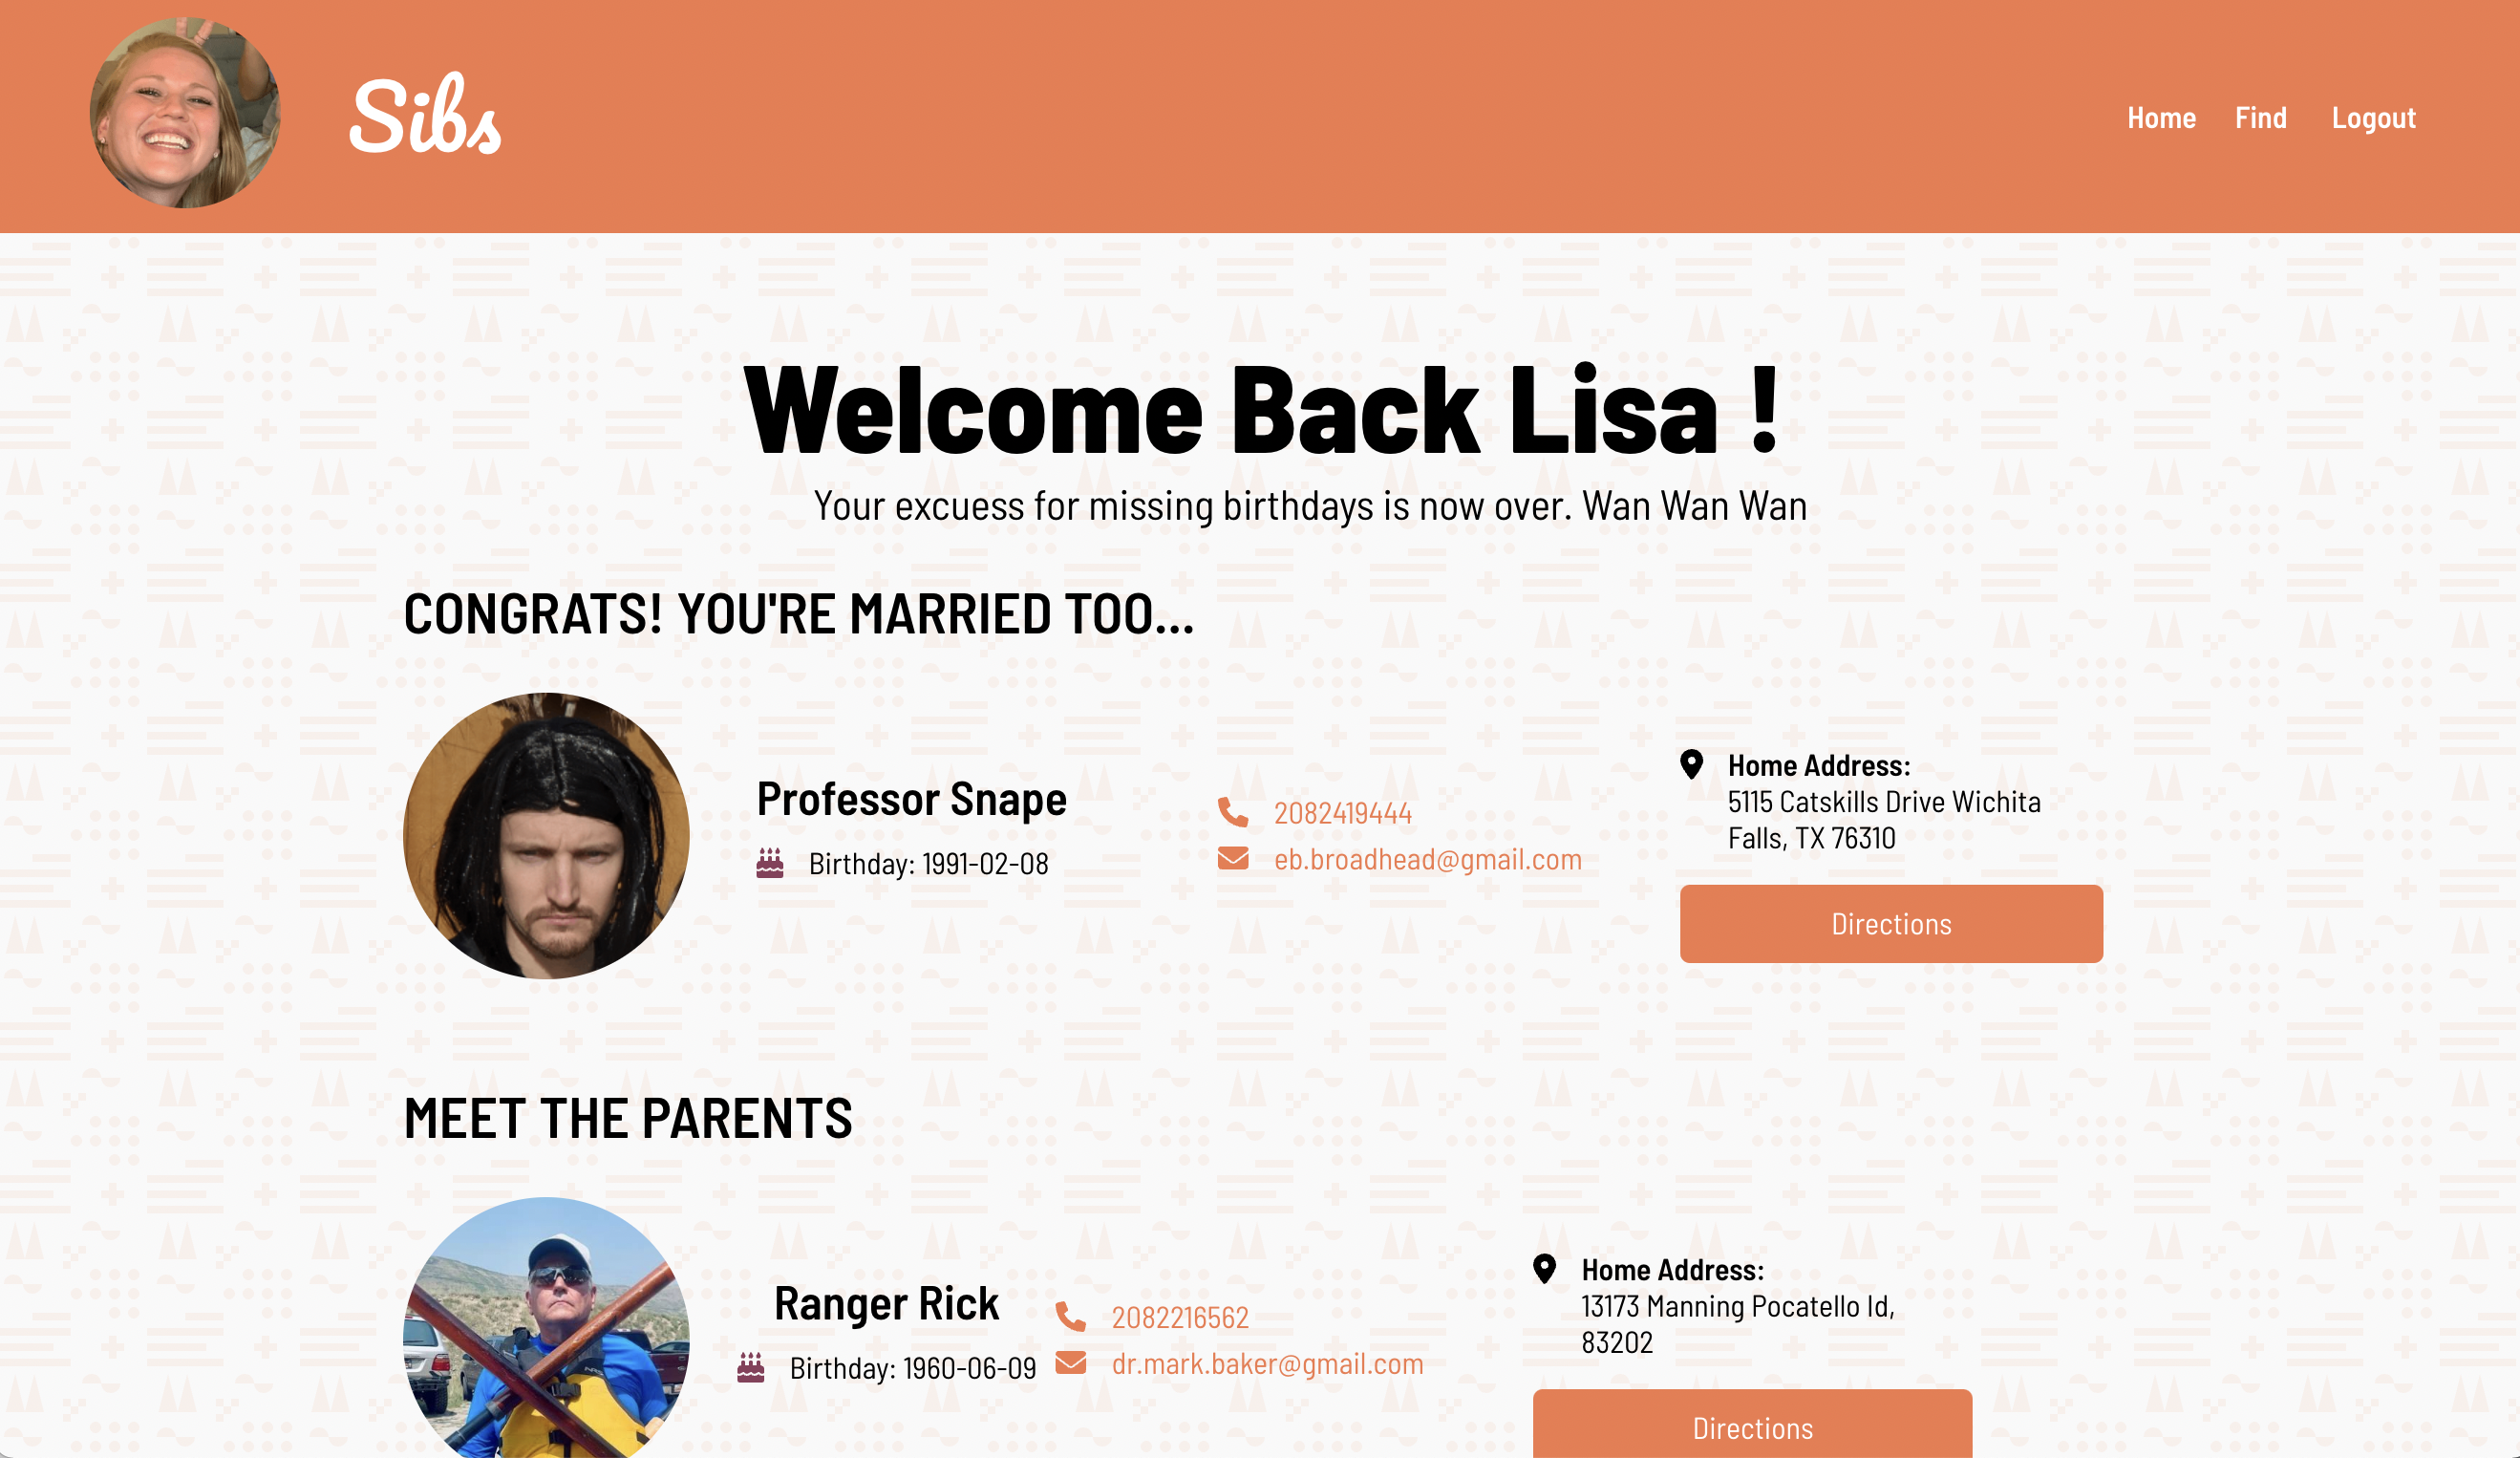 Sibs
Home Find Logout
Welcome Back Lisa !
Your excuess for missing birthdays is now over. Wan Wan Wan
CONGRATS! YOU'RE MARRIED TOO...
Professor Snape
Birthday: 1991-02-08
2082419444
eb.broadhead@gmail.com
Home Address:
5115 Catskills Drive Wichita
Falls, TX 76310
Directions
MEET THE PARENTS
Ranger Rick
Birthday: 1960-06-09
2082216562
dr.mark.baker@gmail.com
Home Address:
13173 Manning Pocatello Id,
83202
Directions